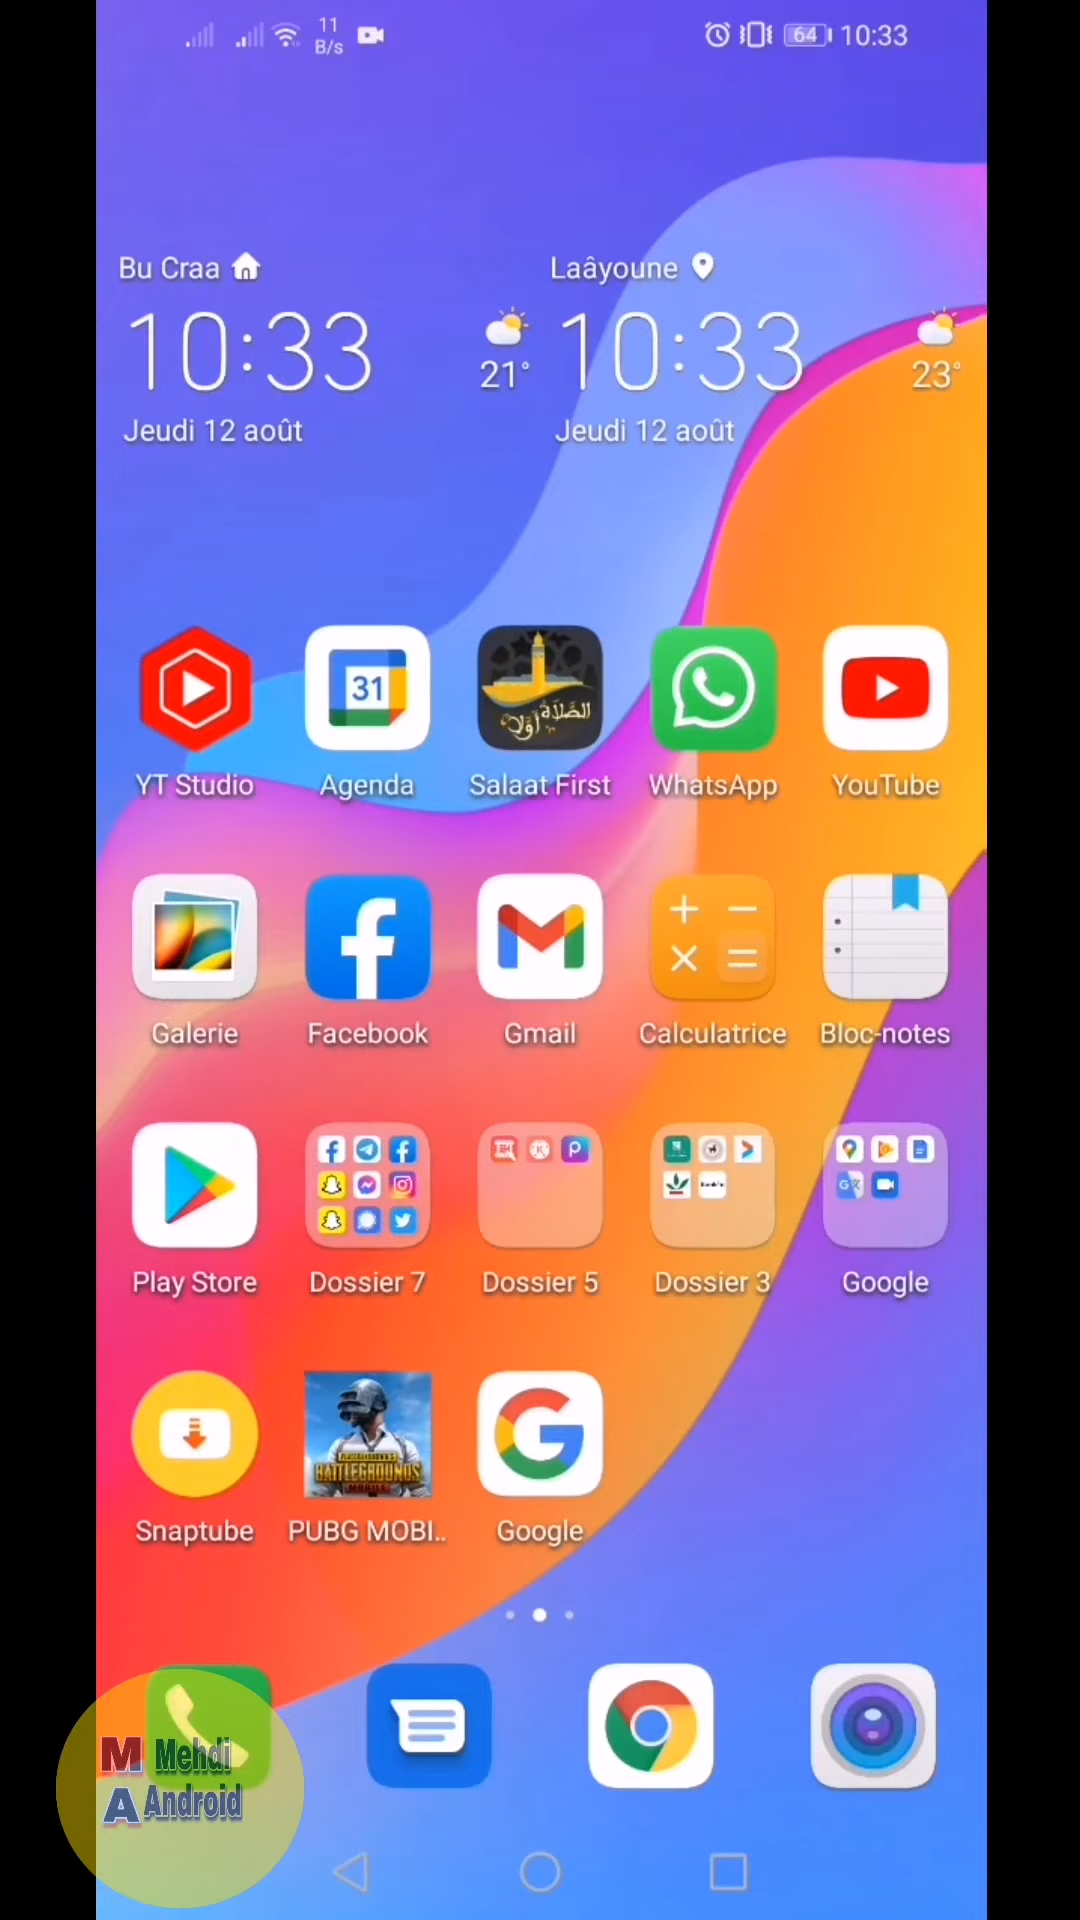 11
B/s
64
10:33
Bu Craa
Laâyoune
10:33
21°
10:33
23°
Jeudi 12 août
Jeudi 12 août
31
الصلاة أولا
YT Studio
Agenda
Salaat First
WhatsApp
YouTube
Galerie
Facebook
Gmail
Calculatrice
Bloc-notes
Play Store
Dossier 7
Dossier 5
Dossier 3
Google
BATTLEGROUNDS
MOBILE
Snaptube
PUBG MOBI..
Google
M Mehdi
A Android